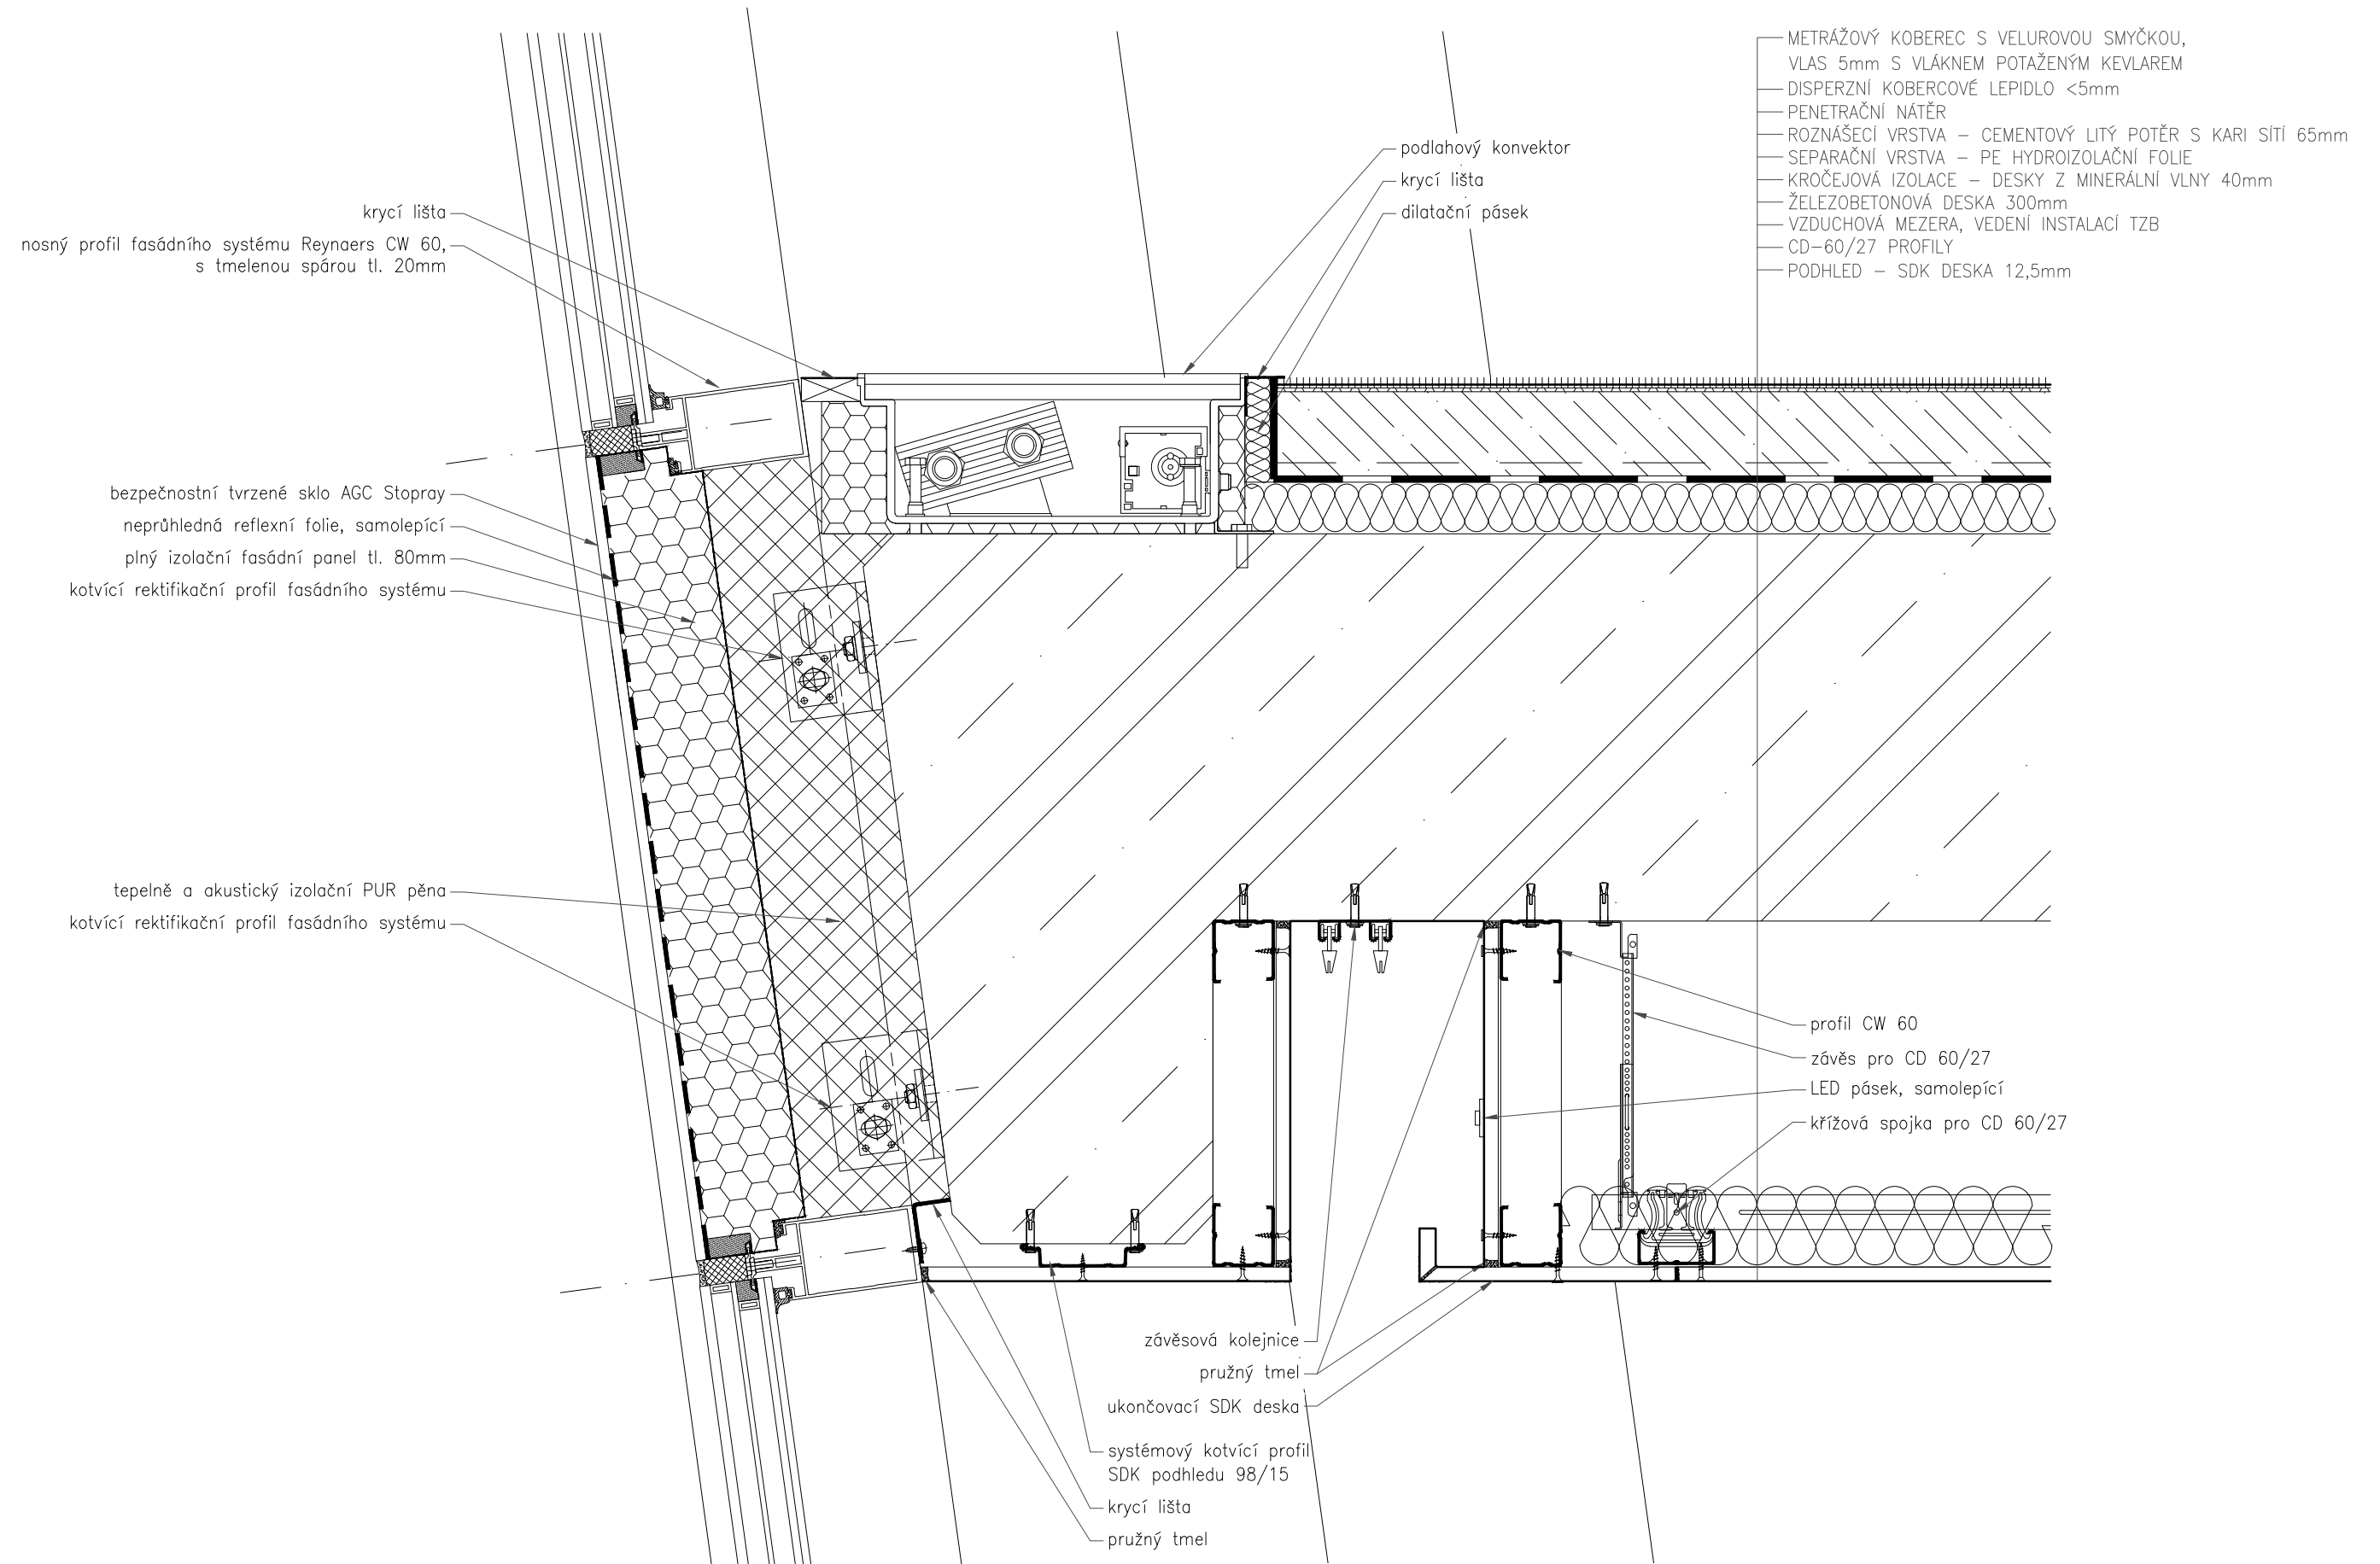 METRÁŽOVÝ KOBEREC S VELUROVOU SMYČKOU,
VLAS 5mm S VLÁKNEM POTAŽENÝM KEVLAREM
DISPERZNÍ KOBERCOVÉ LEPIDLO <5mm
PENETRAČNÍ NÁTĚR
ROZNÁŠECÍ VRSTVA – CEMENTOVÝ LITÝ POTĚR S KARI SÍTÍ 65mm
SEPARAČNÍ VRSTVA – PE HYDROIZOLAČNÍ FOLIE
KROČEJOVÁ IZOLACE – DESKY Z MINERÁLNÍ VLNY 40mm
ŽELEZOBETONOVÁ DESKA 300mm
VZDUCHOVÁ MEZERA, VEDENÍ INSTALACÍ TZB
CD–60/27 PROFILY
PODHLED – SDK DESKA 12,5mm
podlahový konvektor
krycí lišta
dilatační pásek
krycí lišta
nosný profil fasádního systému Reynaers CW 60,
s tmelenou spárou tl. 20mm
bezpečnostní tvrzené sklo AGC Stopray
neprůhledná reflexní folie, samolepící
plný izolační fasádní panel tl. 80mm
kotvící rektifikační profil fasádního systému
tepelně a akustický izolační PUR pěna
kotvící rektifikační profil fasádního systému
profil CW 60
závěs pro CD 60/27
LED pásek, samolepící
křížová spojka pro CD 60/27
závěsová kolejnice
pružný tmel
ukončovací SDK deska
systémový kotvící profil
SDK podhledu 98/15
krycí lišta
pružný tmel